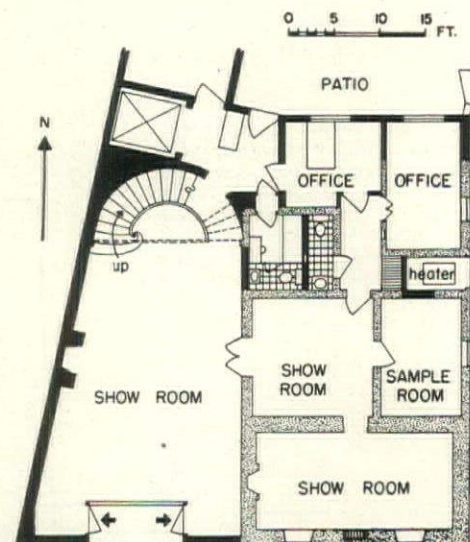 0 5 10 15
FT.
PATIO
N
OFFICE
OFFICE
up
heater
SHOW
ROOM
SAMPLE
ROOM
SHOW ROOM
SHOW ROOM